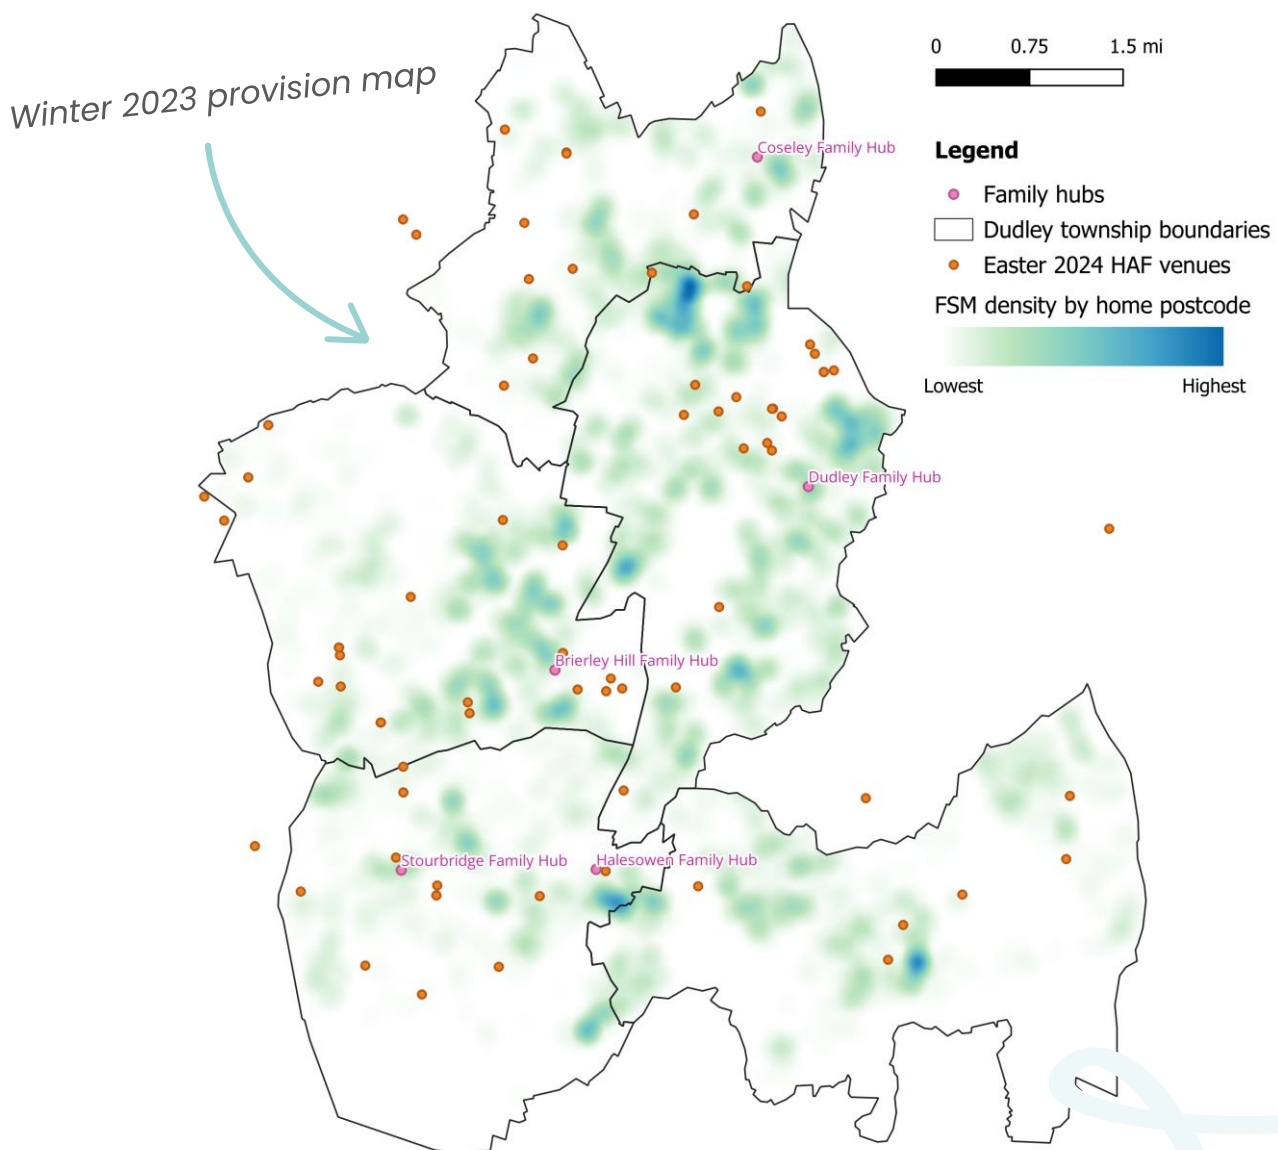 Winter 2023 provision map
0 0.75 1.5 mi
Legend
Family hubs
Dudley township boundaries
Easter 2024 HAF venues
FSM density by home postcode
Lowest Highest
Coseley Family Hub
Dudley Family Hub
Brierley Hill Family Hub
Stourbridge Family Hub
Halesowen Family Hub